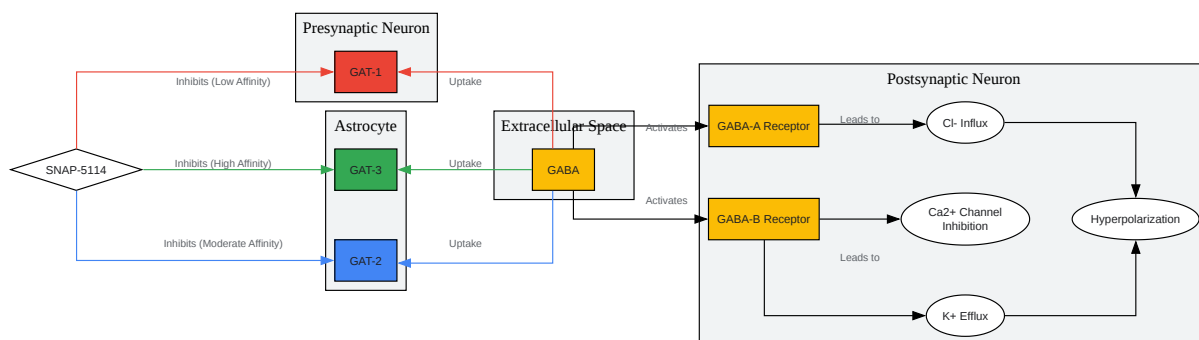 Presynaptic Neuron
GAT-1
Inhibits (Low Affinity)
Uptake
Postsynaptic Neuron
Astrocyte
Extracellular Space
GABA-A Receptor
Activates
Leads to
Cl- Influx
SNAP-5114
Inhibits (High Affinity)
GAT-3
Uptake
GABA
Activates
GABA-B Receptor
Ca2+ Channel
Inhibition
Hyperpolarization
Inhibits (Moderate Affinity)
GAT-2
Uptake
Leads to
K+ Efflux